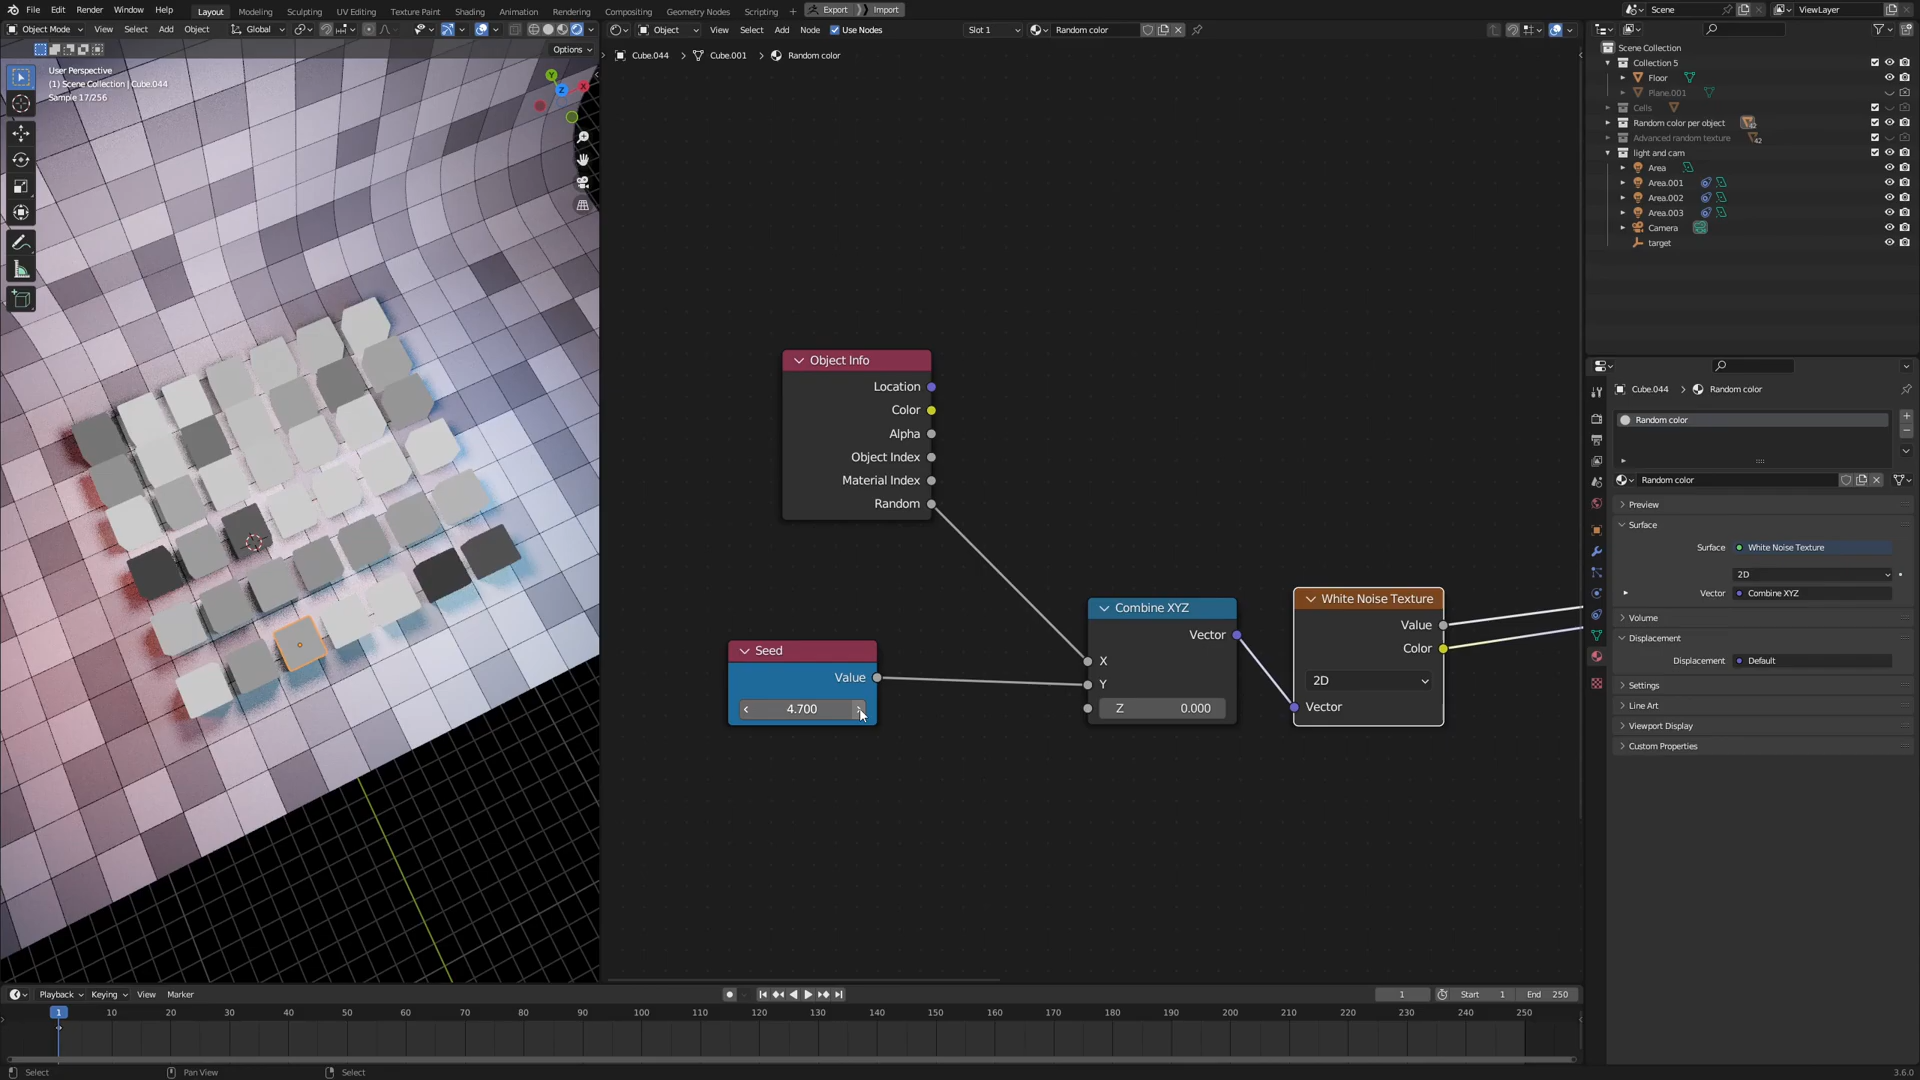 File Edit Render Window Help Layout Modeling Sculpting UV Editing Texture Paint Shading Animation Rendering Compositing Geometry Nodes Scripting + Export Import Scene ViewLayer
Object Mode View Select Add Object Global Object View Select Add Node Use Nodes Slot 1 Random color
Options
Cube.044 > Cube.001 > Random color
User Perspective
(1) Scene Collection | Cube.044
Sample 17/256
Y
X
Z
Object Info
Location
Color
Alpha
Object Index
Material Index
Random
Seed
Value
4.700
Combine XYZ
Vector
X
Y
Z 0.000
White Noise Texture
Value
Color
2D
Vector
Scene Collection
Collection 5
Floor
Plane.001
Cells
Random color per object
Advanced random texture
42
light and cam
Area
Area.001
Area.002
Area.003
Camera
target
Cube.044 > Random color
Random color
Random color
Preview
Surface
Surface White Noise Texture
2D
Vector Combine XYZ
Volume
Displacement
Displacement Default
Settings
Line Art
Viewport Display
Custom Properties
Playback Keying View Marker 1 Start 1 End 250
1 10 20 30 40 50 60 70 80 90 100 110 120 130 140 150 160 170 180 190 200 210 220 230 240 250
Select Pan View Select 3.6.0